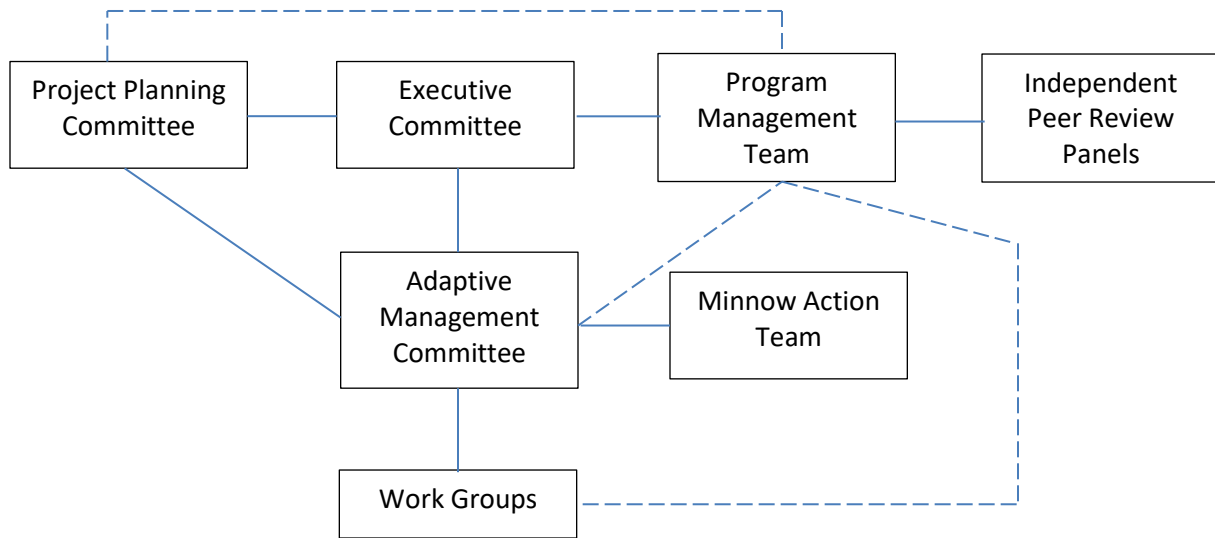 Project Planning
Committee
Executive
Committee
Program
Management
Team
Independent
Peer Review
Panels
Adaptive
Management
Committee
Minnow Action
Team
Work Groups